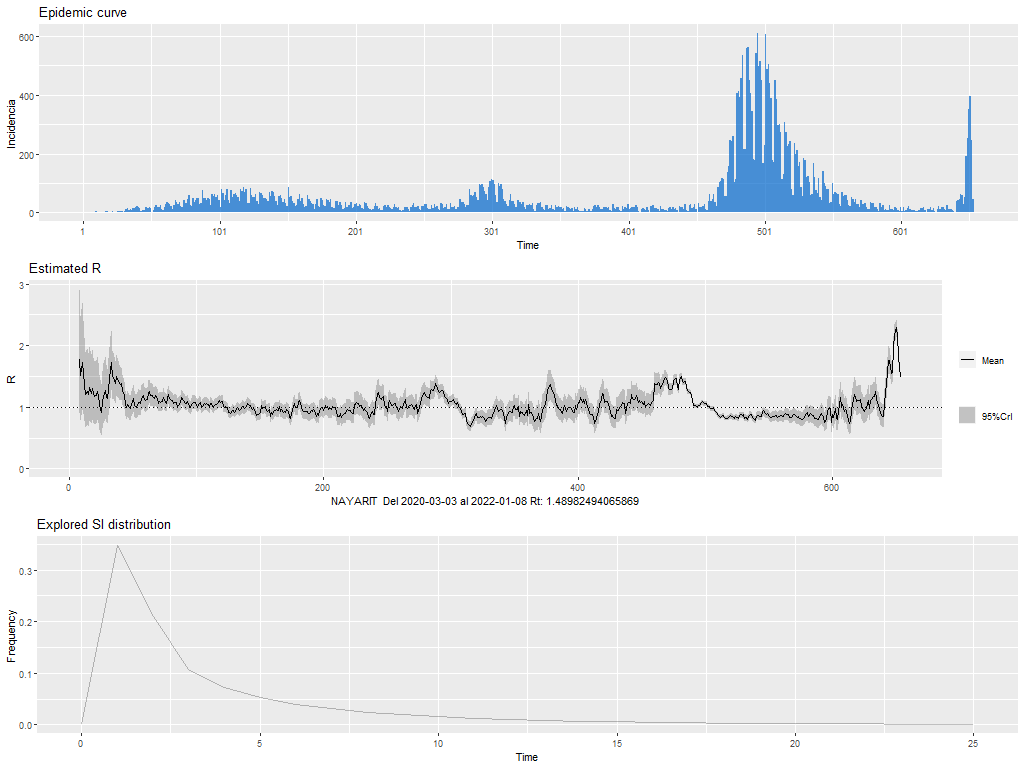 Epidemic curve
600
400
200
0
Incidencia
1
101
201
301
401
501
601
Time
Estimated R
3
2
1
0
R
Mean
95%CrI
0
200
400
600
NAYARIT Del 2020-03-03 al 2022-01-08 Rt: 1.48982494065869
Explored SI distribution
0.3
0.2
0.1
0.0
Frequency
0
5
10
15
20
25
Time